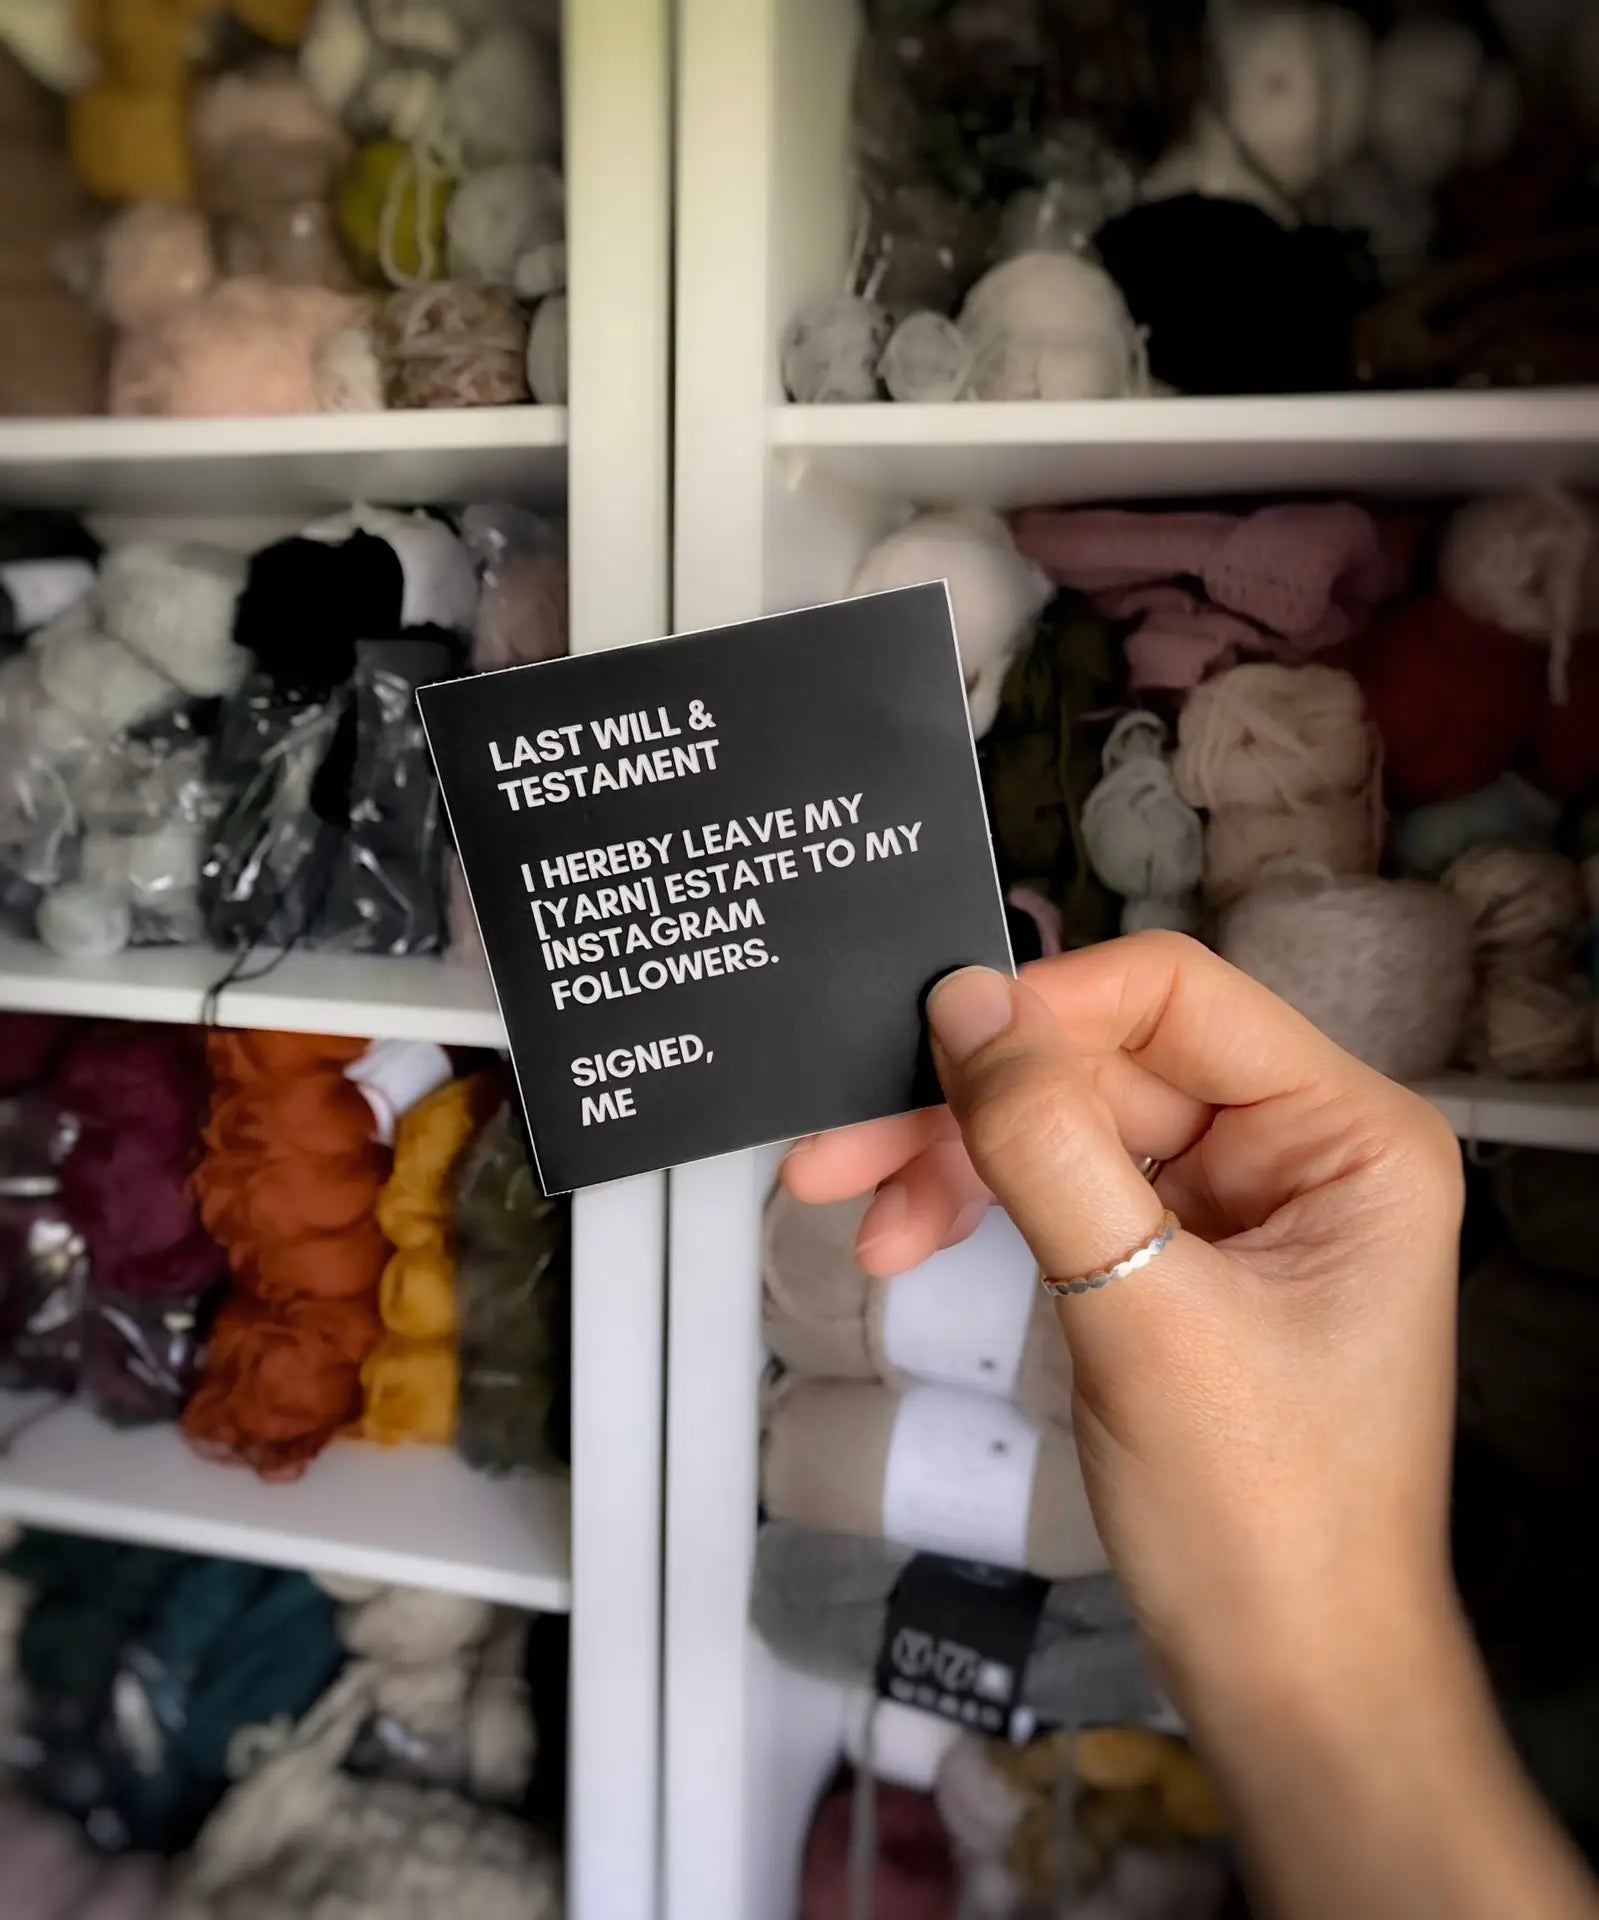 LAST WILL &
TESTAMENT
I HEREBY LEAVE MY
[YARN] ESTATE TO MY
INSTAGRAM
FOLLOWERS.
SIGNED,
ME